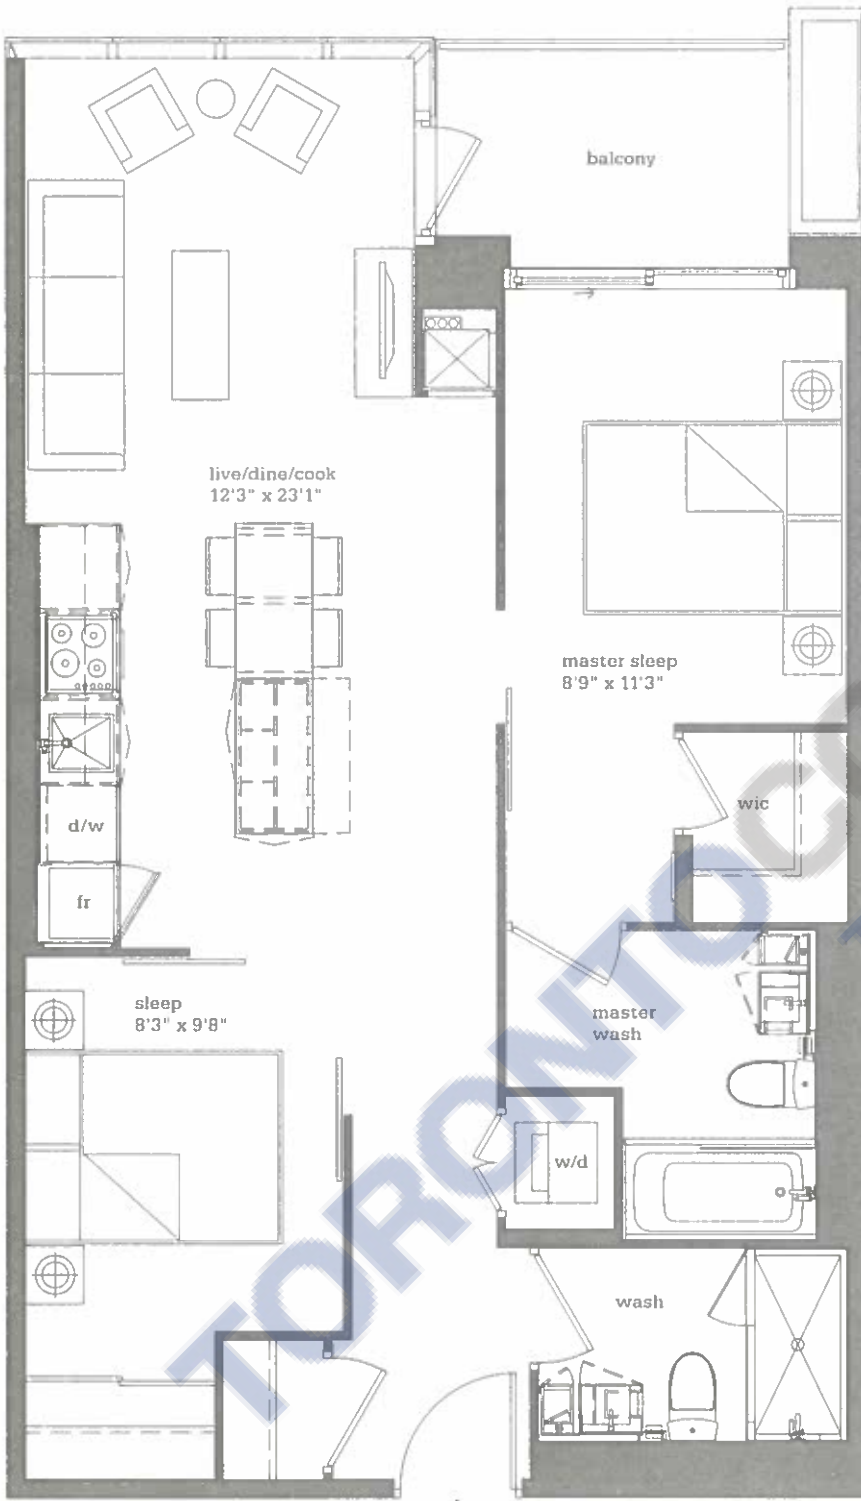 balcony
live/dine/cook
12'3" x 23'1"
master sleep
8'9" x 11'3"
wic
d/w
fr
sleep
8'3" x 9'8"
master
wash
w/d
wash
TORONTOCO